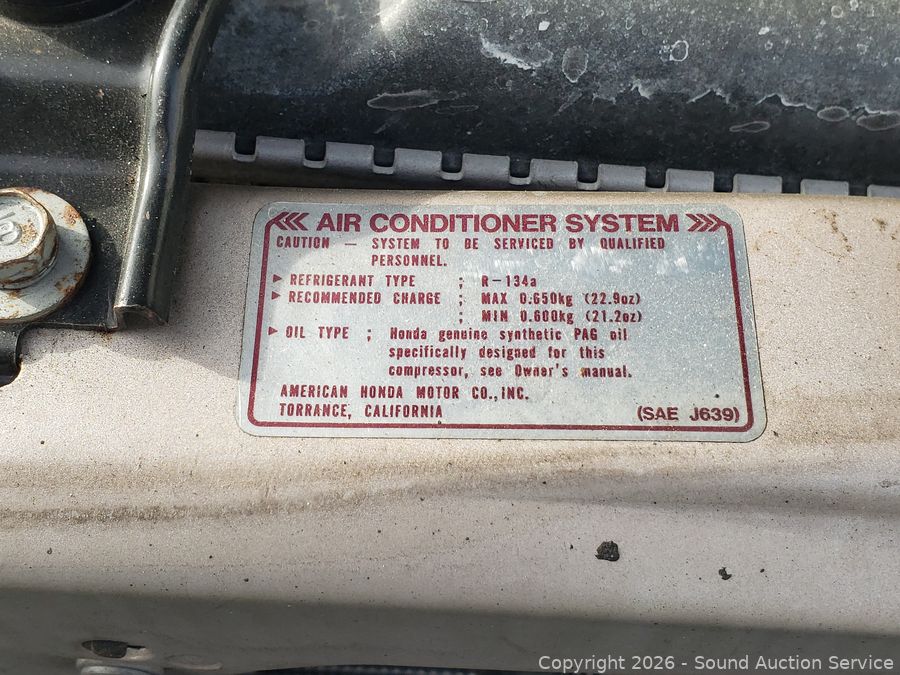 AIR CONDITIONER SYSTEM
CAUTION — SYSTEM TO BE SERVICED BY QUALIFIED
PERSONNEL.
▶ REFRIGERANT TYPE ; R-134a
▶ RECOMMENDED CHARGE ; MAX 0.650kg (22.9oz)
; MIN 0.600kg (21.2oz)
▶ OIL TYPE ; Honda genuine synthetic PAG oil
specifically designed for this
compressor, see Owner's manual.
AMERICAN HONDA MOTOR CO., INC.
TORRANCE, CALIFORNIA (SAE J639)
Copyright © 2026 - Sound Auction Service